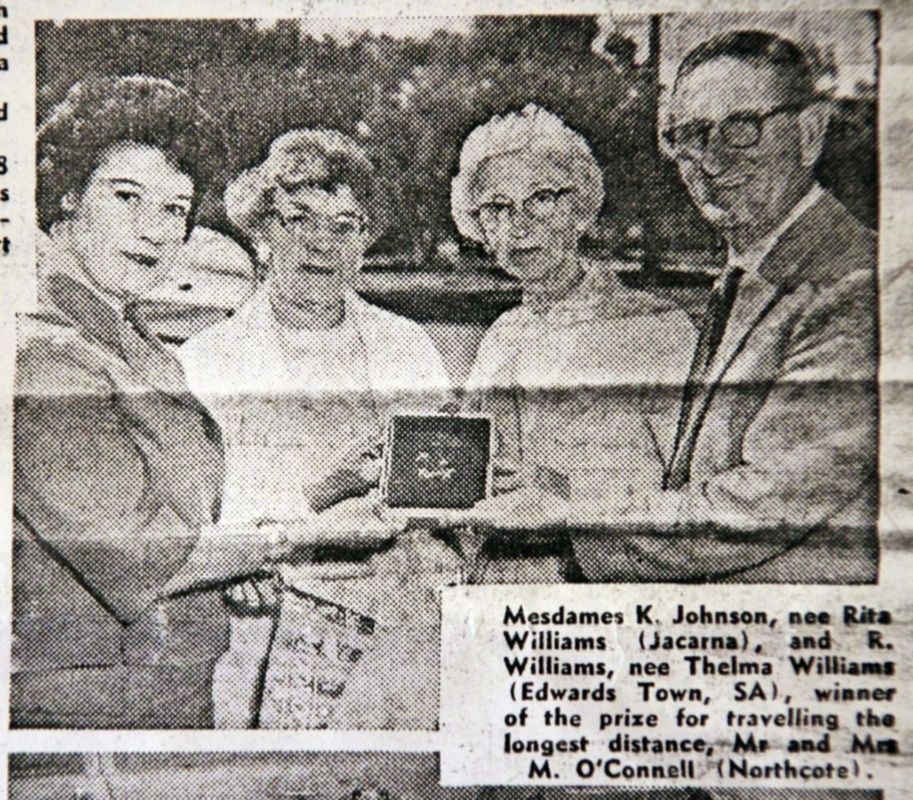 n
d
a
d
8
s
-
t
Mesdames K. Johnson, nee Rita
Williams (Jacarna), and R.
Williams, nee Thelma Williams
(Edwards Town, SA), winner
of the prize for travelling the
longest distance, Mr and Mrs
M. O'Connell (Northcote).